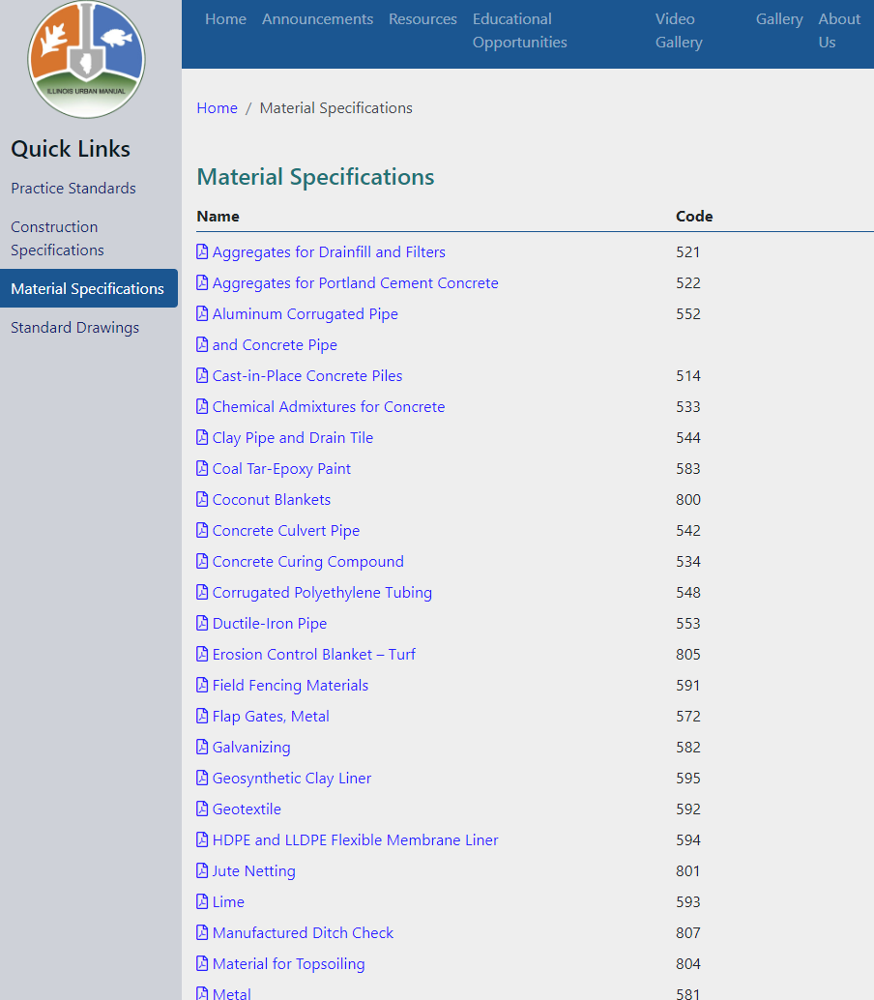 ILLINOIS URBAN MANUAL
Quick Links
Practice Standards
Construction
Specifications
Material Specifications
Standard Drawings
Home Announcements Resources Educational Video Gallery About
Opportunities Gallery Us
Home / Material Specifications
Material Specifications
Name Code
Aggregates for Drainfill and Filters 521
Aggregates for Portland Cement Concrete 522
Aluminum Corrugated Pipe 552
and Concrete Pipe
Cast-in-Place Concrete Piles 514
Chemical Admixtures for Concrete 533
Clay Pipe and Drain Tile 544
Coal Tar-Epoxy Paint 583
Coconut Blankets 800
Concrete Culvert Pipe 542
Concrete Curing Compound 534
Corrugated Polyethylene Tubing 548
Ductile-Iron Pipe 553
Erosion Control Blanket – Turf 805
Field Fencing Materials 591
Flap Gates, Metal 572
Galvanizing 582
Geosynthetic Clay Liner 595
Geotextile 592
HDPE and LLDPE Flexible Membrane Liner 594
Jute Netting 801
Lime 593
Manufactured Ditch Check 807
Material for Topsoiling 804
Metal 581